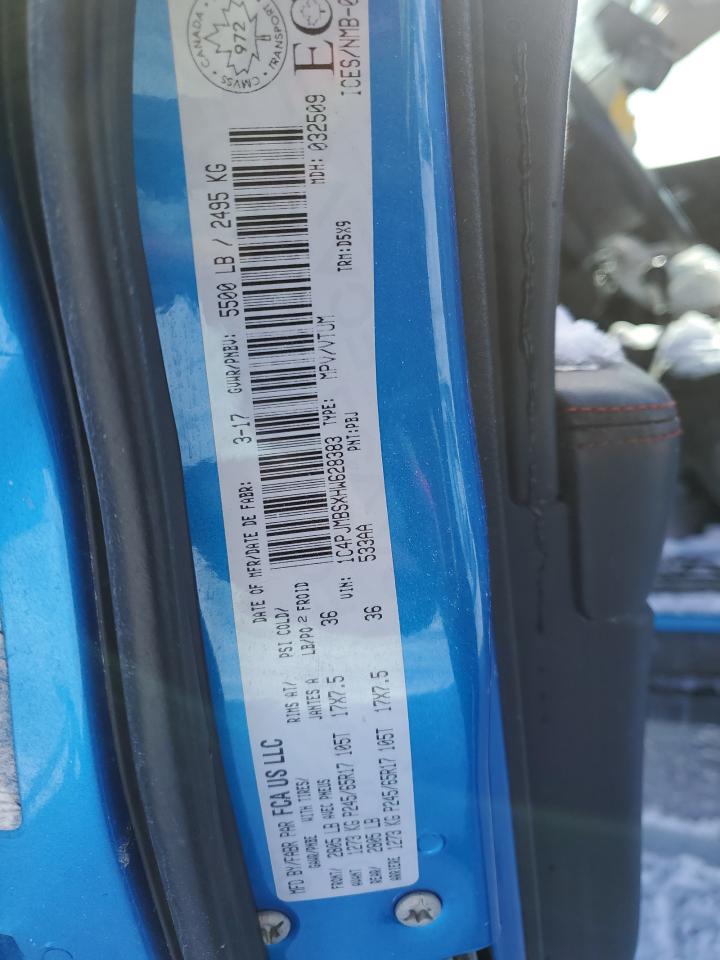 MFD BY/FABR PAR FCA US LLC
DATE OF MFR/DATE DE FABR: 3-17 GVWR/PNBV: 5500 LB / 2495 KG
GAWR/PNBE WITH TIRES/ RIMS AT/ PSI COLD/
AVEC PNEUS JANTES A LB/PO2 FROID
FRONT/ 2805 LB
AVANT 1273 KG P245/65R17 105T 17X7.5 36
REAR/ 2805 LB
ARRIERE 1273 KG P245/65R17 105T 17X7.5 36
VIN: 1C4PJMBSXHW628383 TYPE: MPV/VTUM
533AA PNT:PBJ TRM:D5X9
MDH: 032509
CANADA
972
CMVSS TRANSPORT
EC
ICES/NMB-